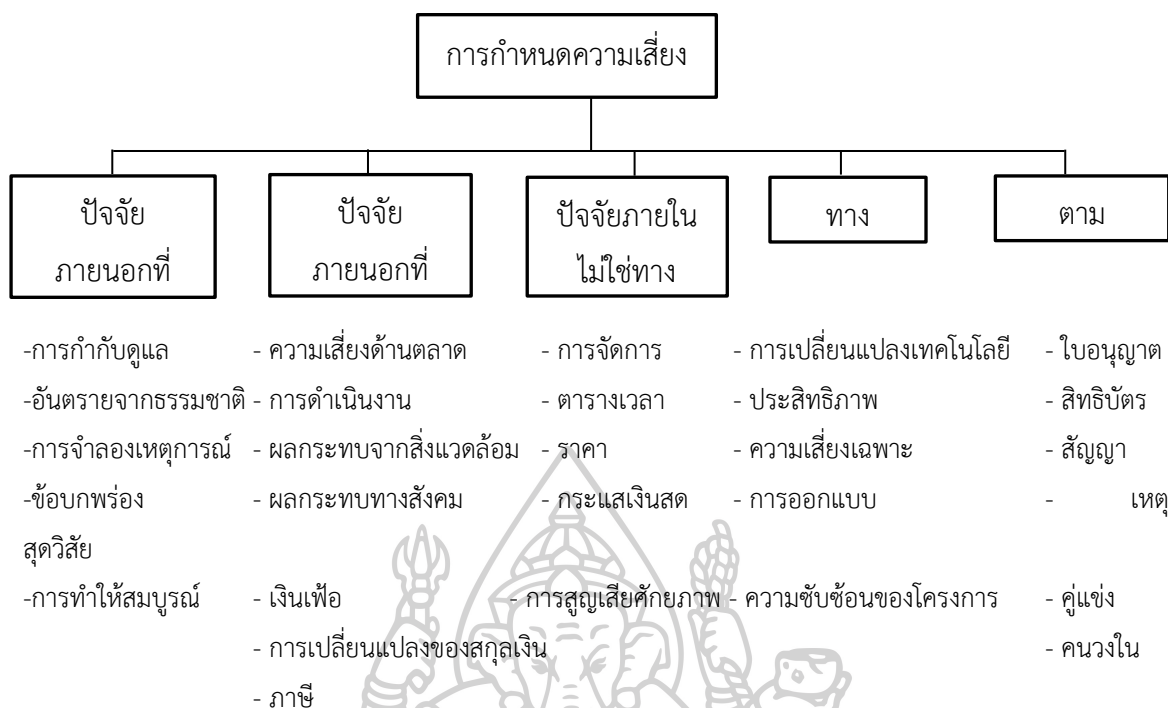 การกำหนดความเสี่ยง
ปัจจัย ปัจจัย ปัจจัยภายใน ทาง ตาม
ภายนอกที่ ภายนอกที่ ไม่ใช่ทาง
-การกำกับดูแล - ความเสี่ยงด้านตลาด - การจัดการ - การเปลี่ยนแปลงเทคโนโลยี - ใบอนุญาต
-อันตรายจากธรรมชาติ - การดำเนินงาน - ตารางเวลา - ประสิทธิภาพ - สิทธิบัตร
-การจำลองเหตุการณ์ - ผลกระทบจากสิ่งแวดล้อม - ราคา - ความเสี่ยงเฉพาะ - สัญญา
-ข้อบกพร่อง - ผลกระทบทางสังคม - กระแสเงินสด - การออกแบบ - เหตุ
สุดวิสัย
-การทำให้สมบูรณ์ - เงินเฟ้อ - การสูญเสียศักยภาพ - ความซับซ้อนของโครงการ - คู่แข่ง
- การเปลี่ยนแปลงของสกุลเงิน - คนวงใน
- ภาษี